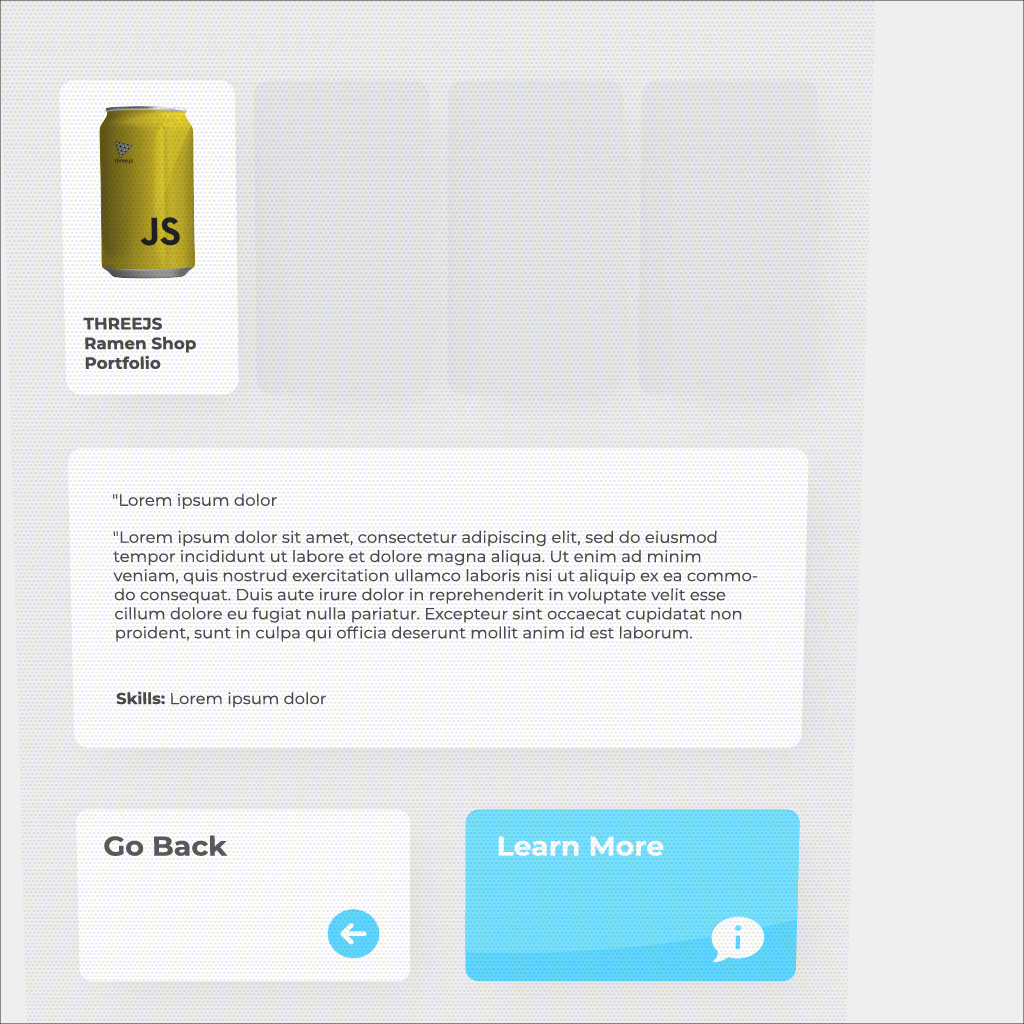 threejs
JS
THREEJS
Ramen Shop
Portfolio
"Lorem ipsum dolor
"Lorem ipsum dolor sit amet, consectetur adipiscing elit, sed do eiusmod
tempor incididunt ut labore et dolore magna aliqua. Ut enim ad minim
veniam, quis nostrud exercitation ullamco laboris nisi ut aliquip ex ea commo-
do consequat. Duis aute irure dolor in reprehenderit in voluptate velit esse
cillum dolore eu fugiat nulla pariatur. Excepteur sint occaecat cupidatat non
proident, sunt in culpa qui officia deserunt mollit anim id est laborum.
Skills: Lorem ipsum dolor
Go Back
Learn More
i